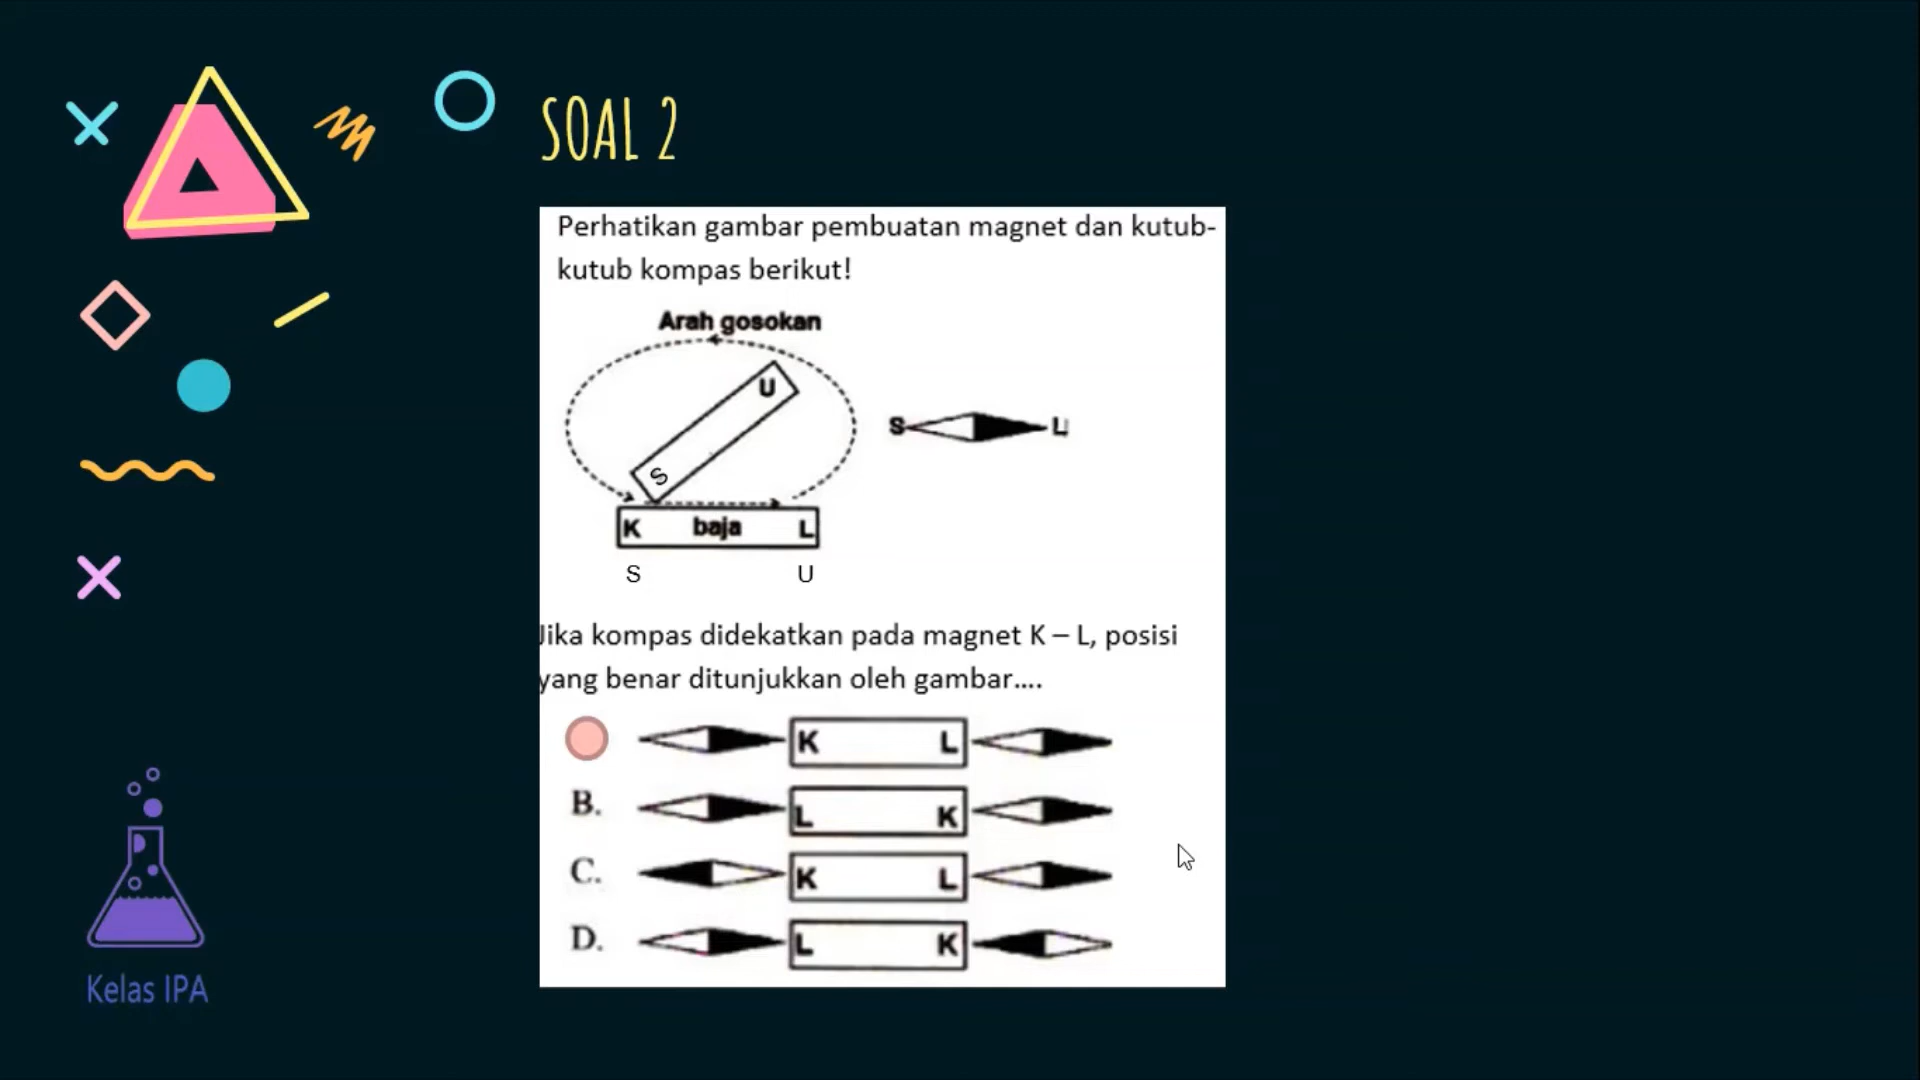 SOAL 2
Perhatikan gambar pembuatan magnet dan kutub-
kutub kompas berikut!
Arah gosokan
U
S
S
K baja L
S U
Jika kompas didekatkan pada magnet K – L, posisi
yang benar ditunjukkan oleh gambar....
K L
B. L K
C. K L
D. L K
Kelas IPA